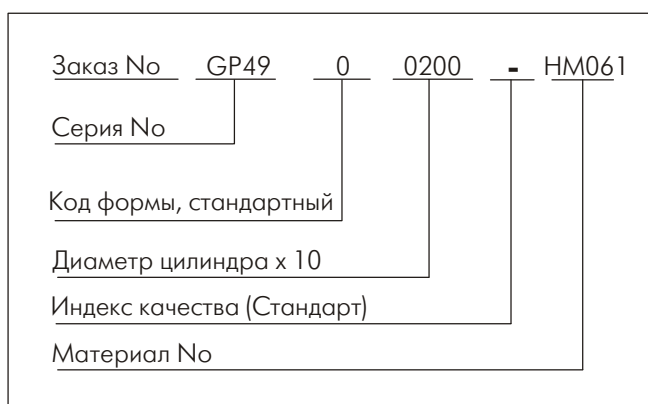 Заказ No GP49 0 0200 - HM061
Серия No
Код формы, стандартный
Диаметр цилиндра x 10
Индекс качества (Стандарт)
Материал No